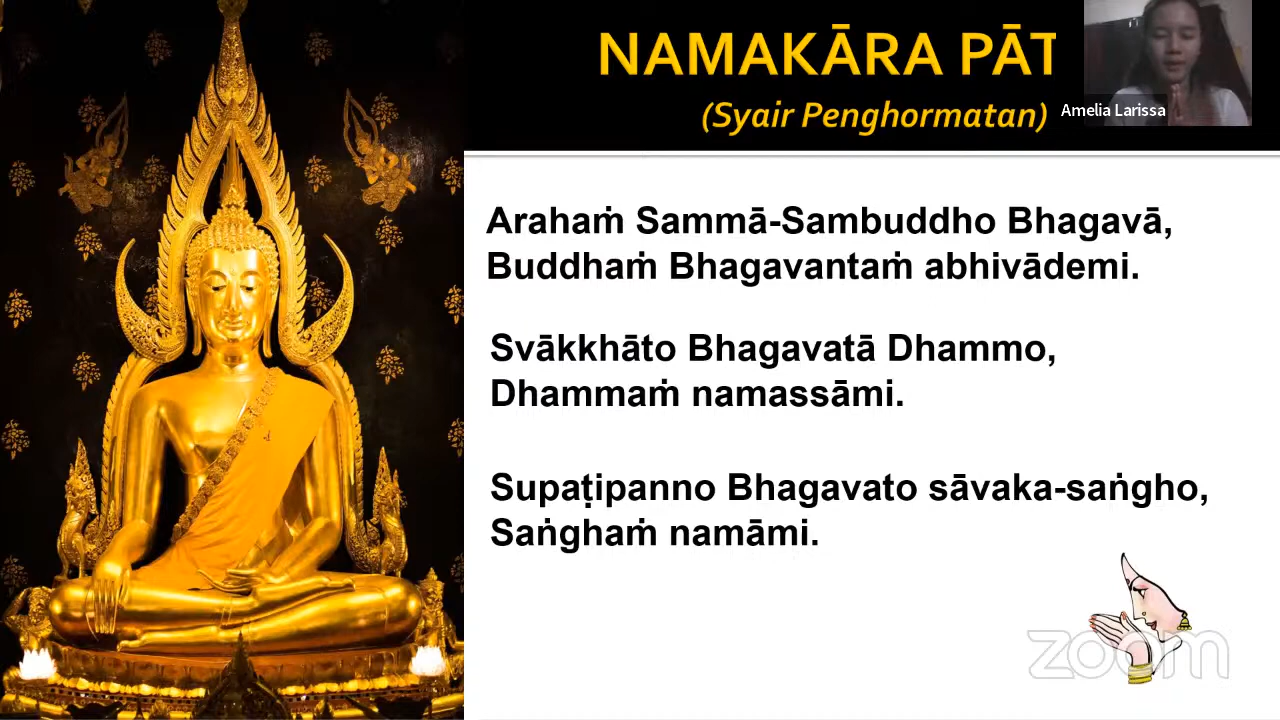 NAMAKĀRA PĀT
(Syair Penghormatan)
Amelia Larissa
Arahaṁ Sammā-Sambuddho Bhagavā,
Buddhaṁ Bhagavantaṁ abhivādemi.
Svākkhāto Bhagavatā Dhammo,
Dhammaṁ namassāmi.
Supaṭipanno Bhagavato sāvaka-saṅgho,
Saṅghaṁ namāmi.
zoom